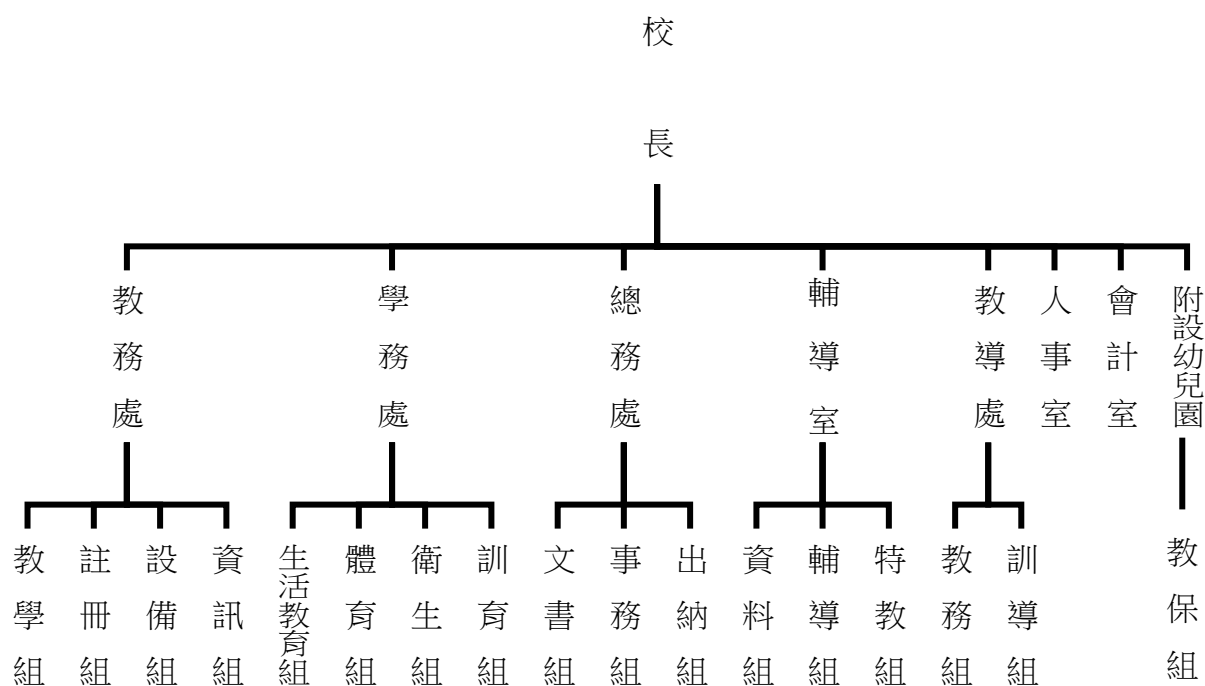 校長
教務處
學務處
總務處
輔導室
教導處
人事室
會計室
附設幼兒園
教學組
註冊組
設備組
資訊組
生活教育組
體育組
衛生組
訓育組
文書組
事務組
出納組
資料組
輔導組
特教組
教務組
訓導組
教保組